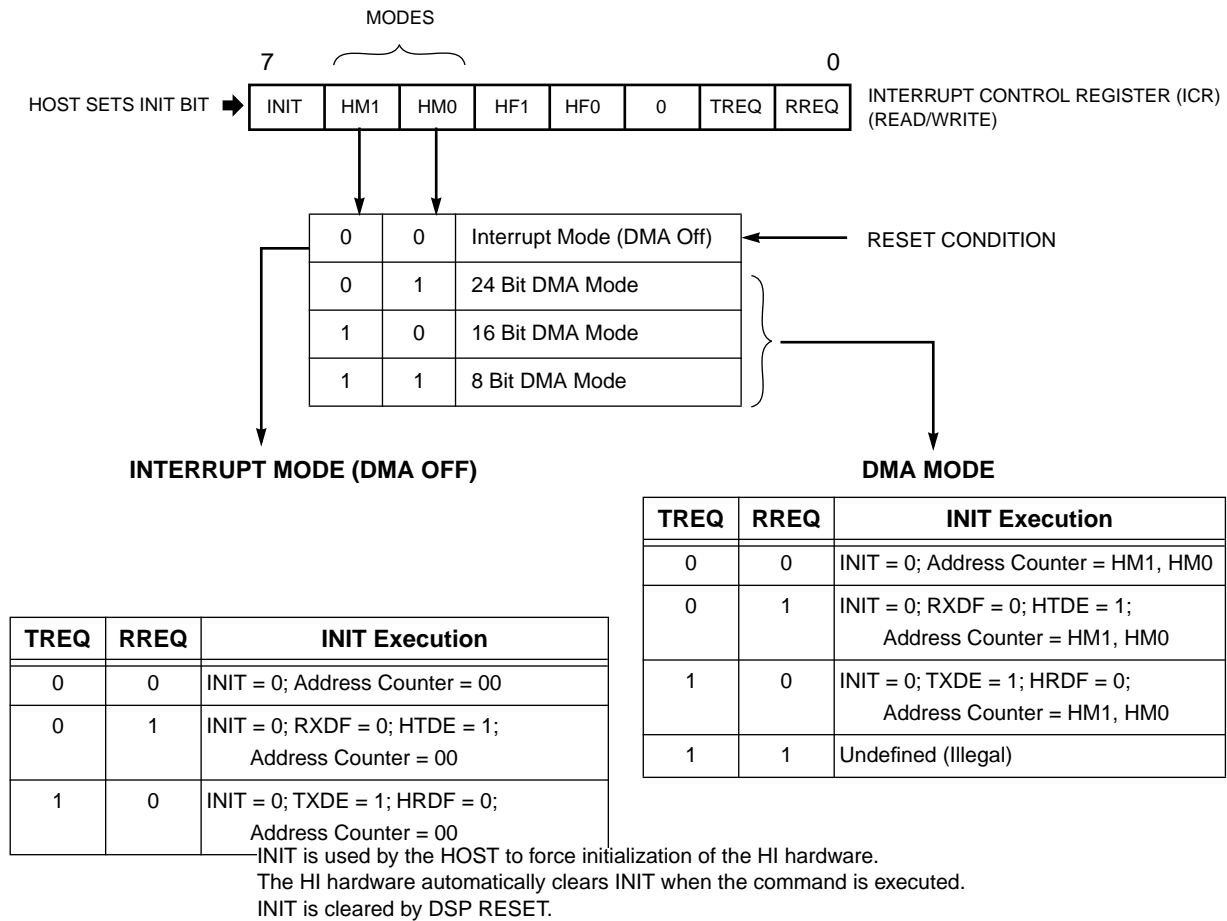 MODES
7 0
HOST SETS INIT BIT INIT HM1 HM0 HF1 HF0 0 TREQ RREQ INTERRUPT CONTROL REGISTER (ICR)
(READ/WRITE)
0 0 Interrupt Mode (DMA Off) RESET CONDITION
0 1 24 Bit DMA Mode
1 0 16 Bit DMA Mode
1 1 8 Bit DMA Mode
INTERRUPT MODE (DMA OFF)
TREQ RREQ INIT Execution
0 0 INIT = 0; Address Counter = 00
0 1 INIT = 0; RXDF = 0; HTDE = 1;
Address Counter = 00
1 0 INIT = 0; TXDE = 1; HRDF = 0;
Address Counter = 00
DMA MODE
TREQ RREQ INIT Execution
0 0 INIT = 0; Address Counter = HM1, HM0
0 1 INIT = 0; RXDF = 0; HTDE = 1;
Address Counter = HM1, HM0
1 0 INIT = 0; TXDE = 1; HRDF = 0;
Address Counter = HM1, HM0
1 1 Undefined (Illegal)
INIT is used by the HOST to force initialization of the HI hardware.
The HI hardware automatically clears INIT when the command is executed.
INIT is cleared by DSP RESET.